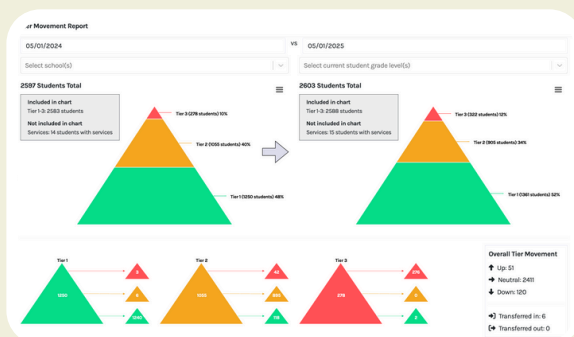 er Movement Report
05/01/2024
VS
05/01/2025
Select school(s)
Select current student grade level(s)
2597 Students Total
2603 Students Total
Included in chart
Tier 1-3: 2583 students
Not included in chart
Services: 14 students with services
Tier 3 (278 students) 10%
Tier 2 (1055 students) 40%
Tier 1 (1250 students) 48%
Included in chart
Tier 1-3: 2588 students
Not included in chart
Services: 15 students with services
Tier 3 (322 students) 12%
Tier 2 (905 students) 34%
Tier 1 (1361 students) 52%
Tier 1
1250
Tier 2
Tier 3
278
42
276
Overall Tier Movement
Up: 51
Neutral: 2411
Down: 120
Transferred in: 6
Transferred out: 0